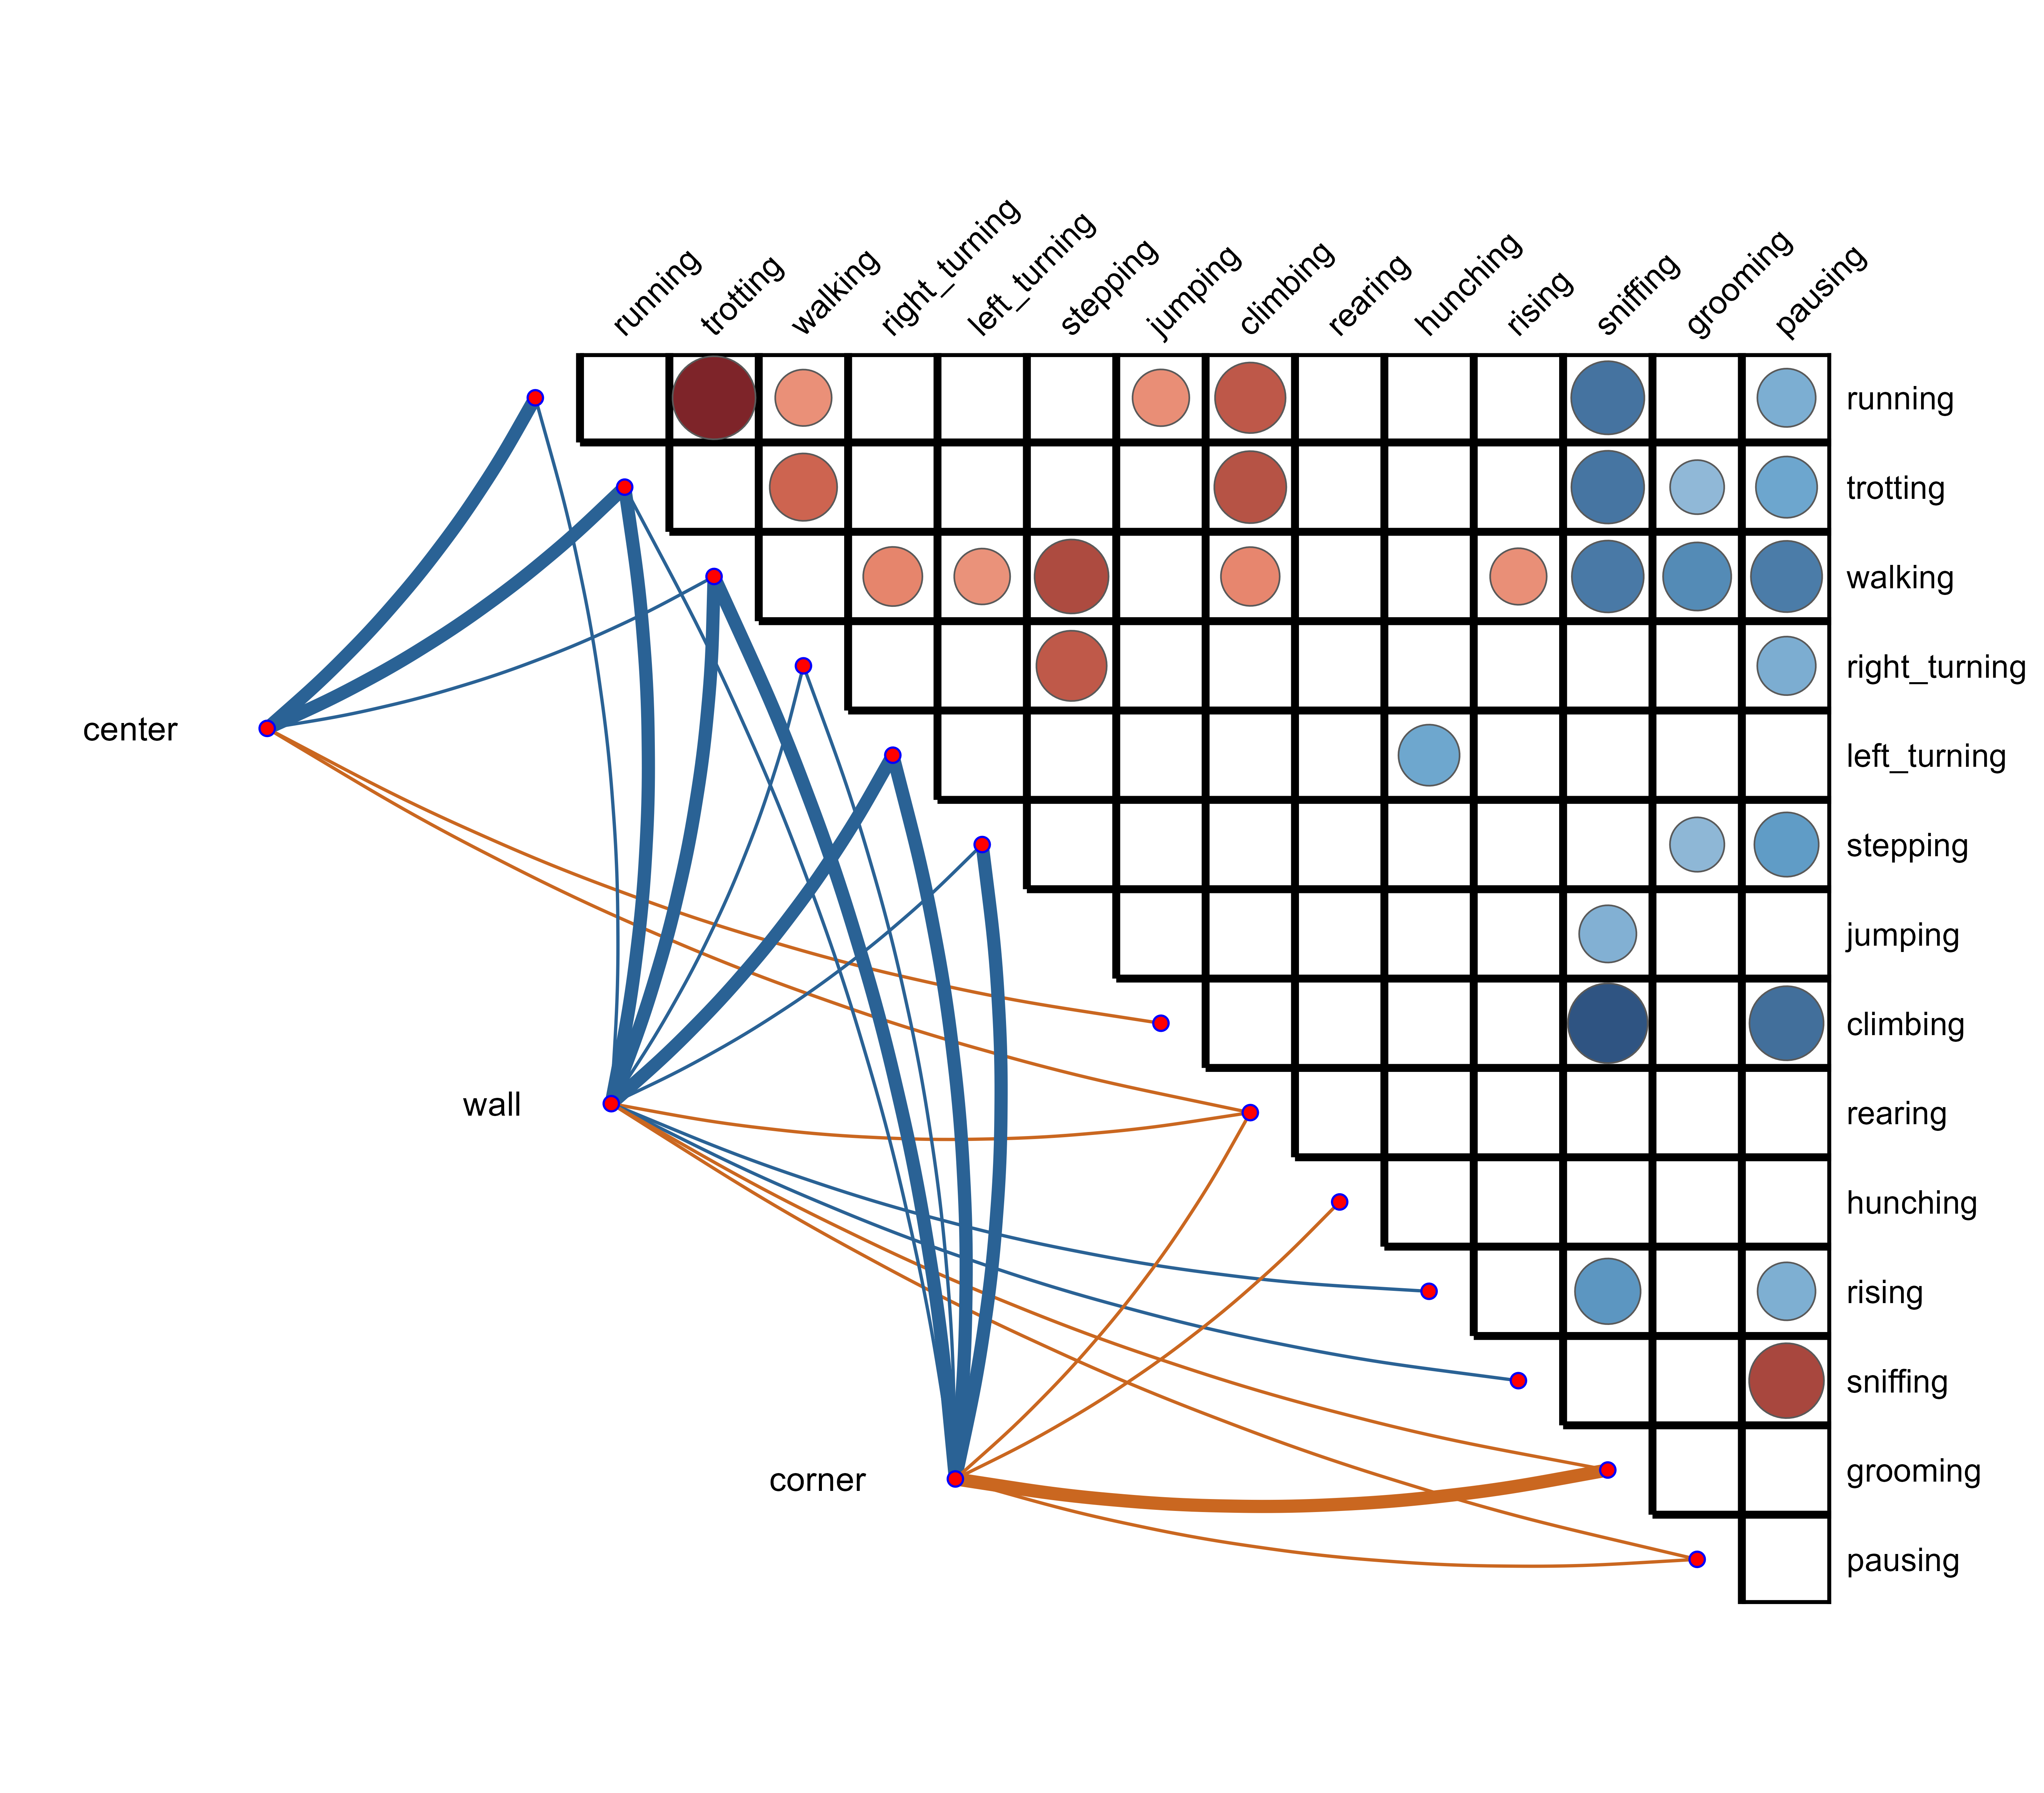 running
trotting
walking
right_turning
left_turning
stepping
jumping
climbing
rearing
hunching
rising
sniffing
grooming
pausing
running
trotting
walking
right_turning
center
left_turning
stepping
jumping
climbing
wall
rearing
hunching
rising
sniffing
corner
grooming
pausing